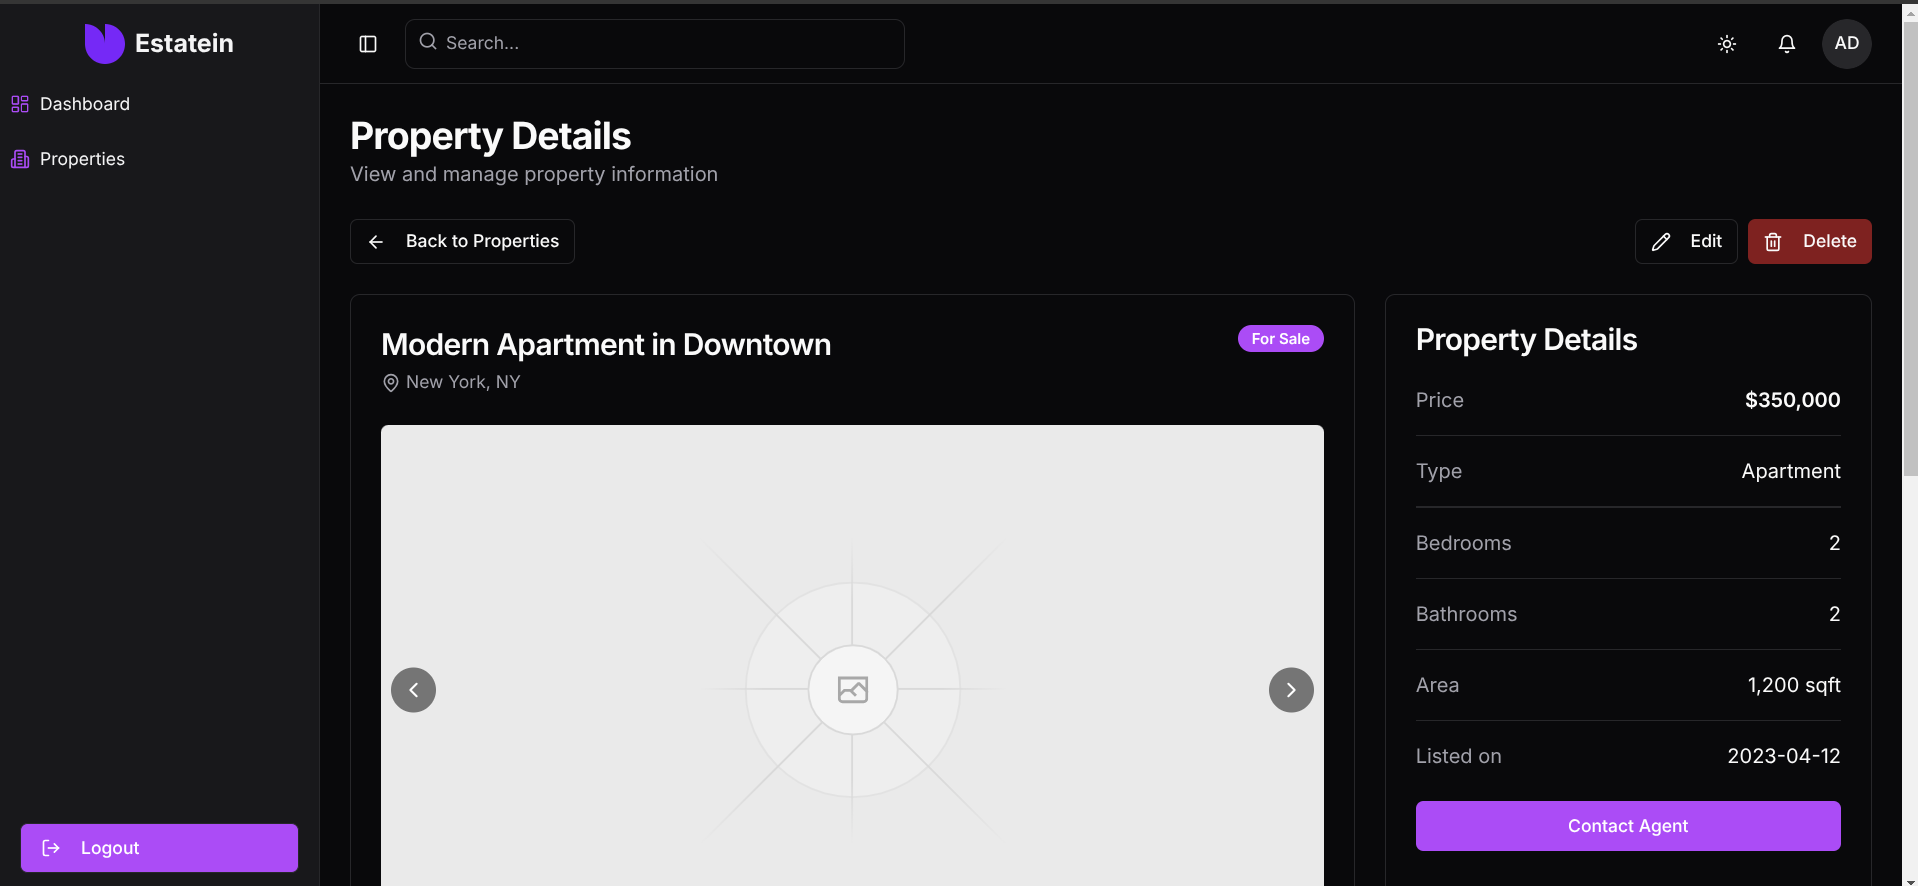 Estatein
Dashboard
Properties
Logout
Search...
AD
Property Details
View and manage property information
Back to Properties
Edit
Delete
Modern Apartment in Downtown
For Sale
New York, NY
Property Details
Price $350,000
Type Apartment
Bedrooms 2
Bathrooms 2
Area 1,200 sqft
Listed on 2023-04-12
Contact Agent